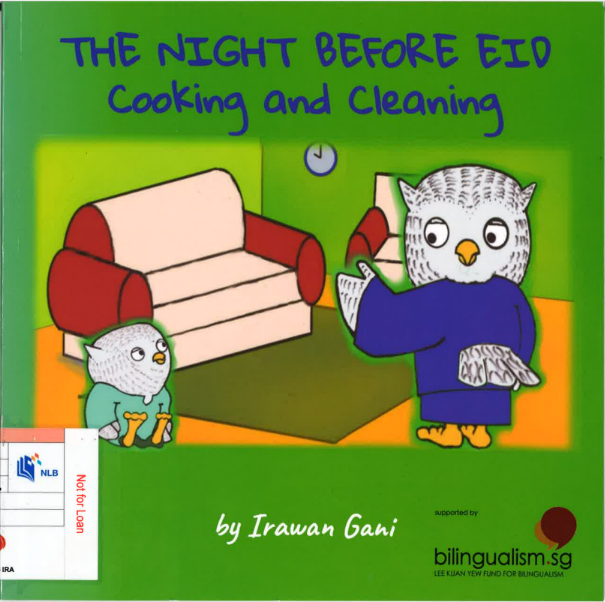 THE NIGHT BEFORE EID
Cooking and Cleaning
NLB
Not for Loan
IRA
by Irawan Gani
supported by
bilingualism.sg
LEE KUAN YEW FUND FOR BILINGUALISM